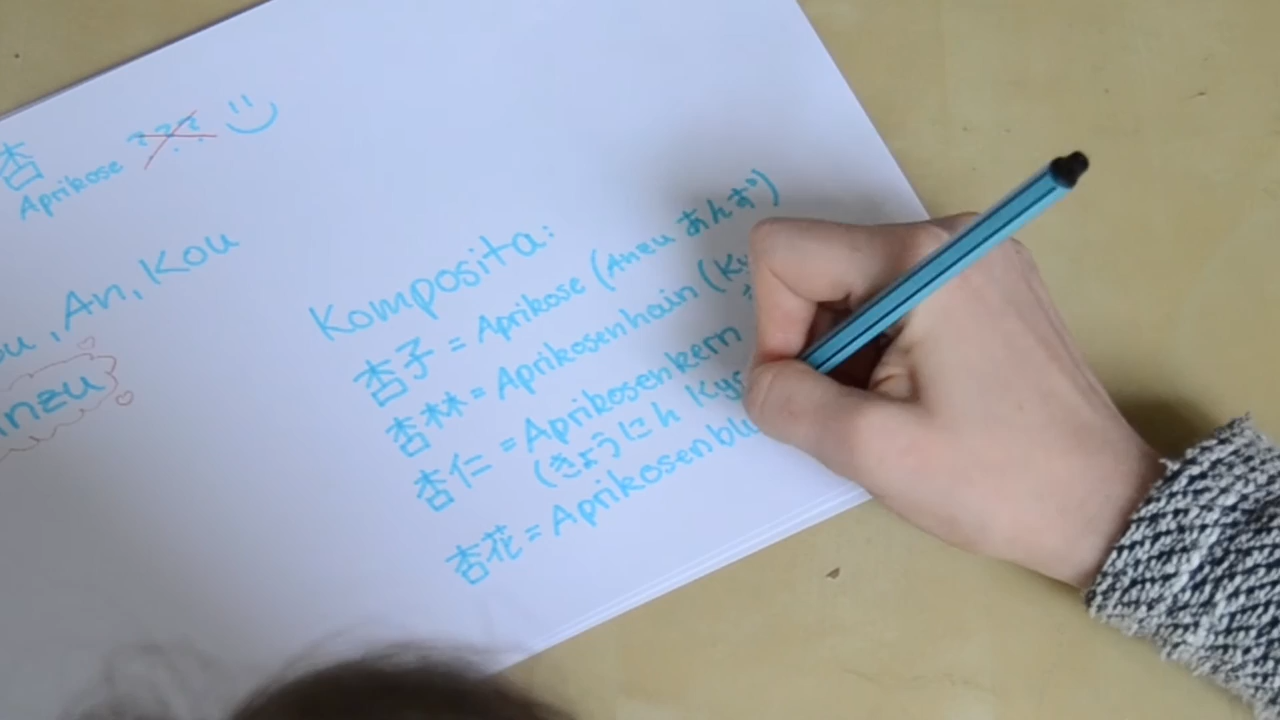 杏
Aprikose ???
An, Kou
Komposita:
杏子 = Aprikose (Anzu あんず)
杏林 = Aprikosenhain (Ky
杏仁 = Aprikosenkern
(きょうにん Kyo
杏花 = Aprikosenblü